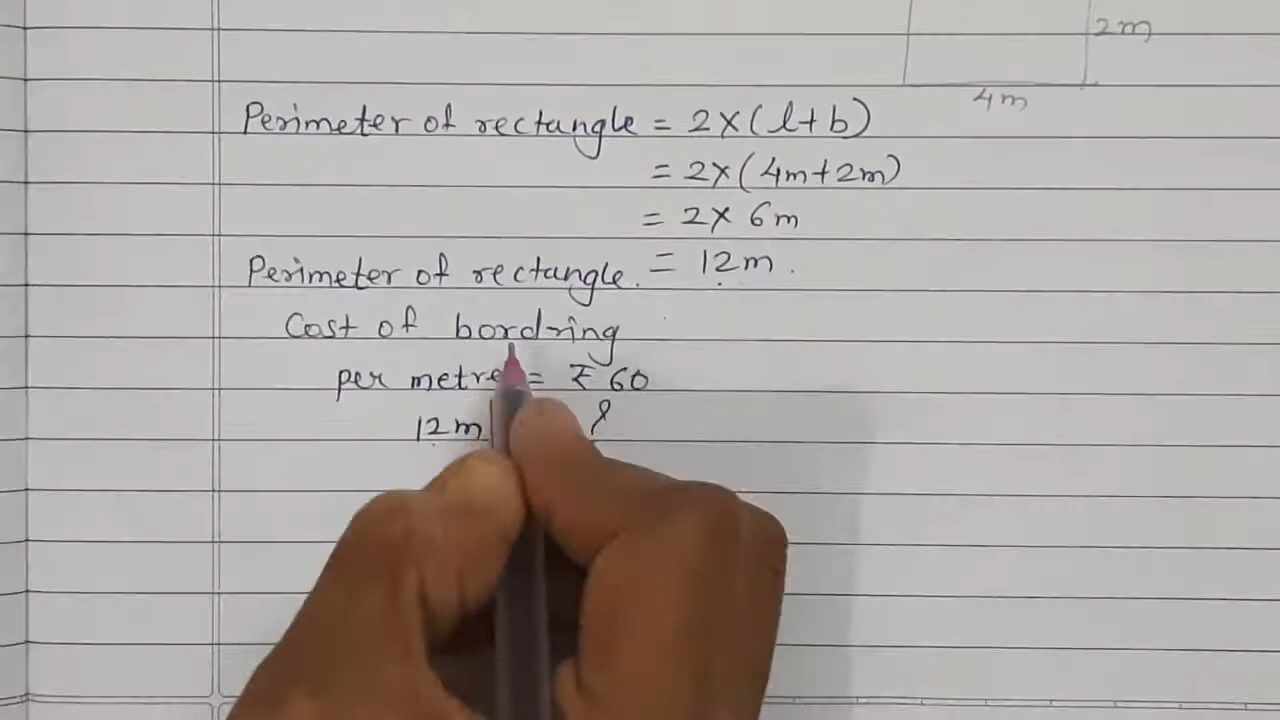 2m
4m
Perimeter of rectangle = 2×(l+b)
= 2×(4m+2m)
= 2× 6m
Perimeter of rectangle. = 12m.
Cost of bordring
per metre = ₹ 60
12m